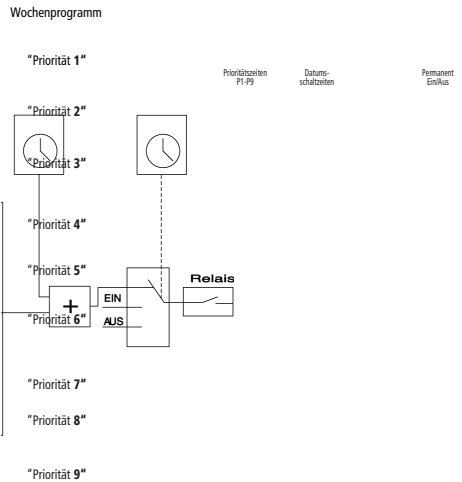 Wochenprogramm
"Priorität 1"
Prioritätszeiten
P1-P9
Datums-
schaltzeiten
Permanent
Ein/Aus
"Priorität 2"
"Priorität 3"
"Priorität 4"
"Priorität 5"
Relais
+
EIN
"Priorität 6"
AUS
"Priorität 7"
"Priorität 8"
"Priorität 9"